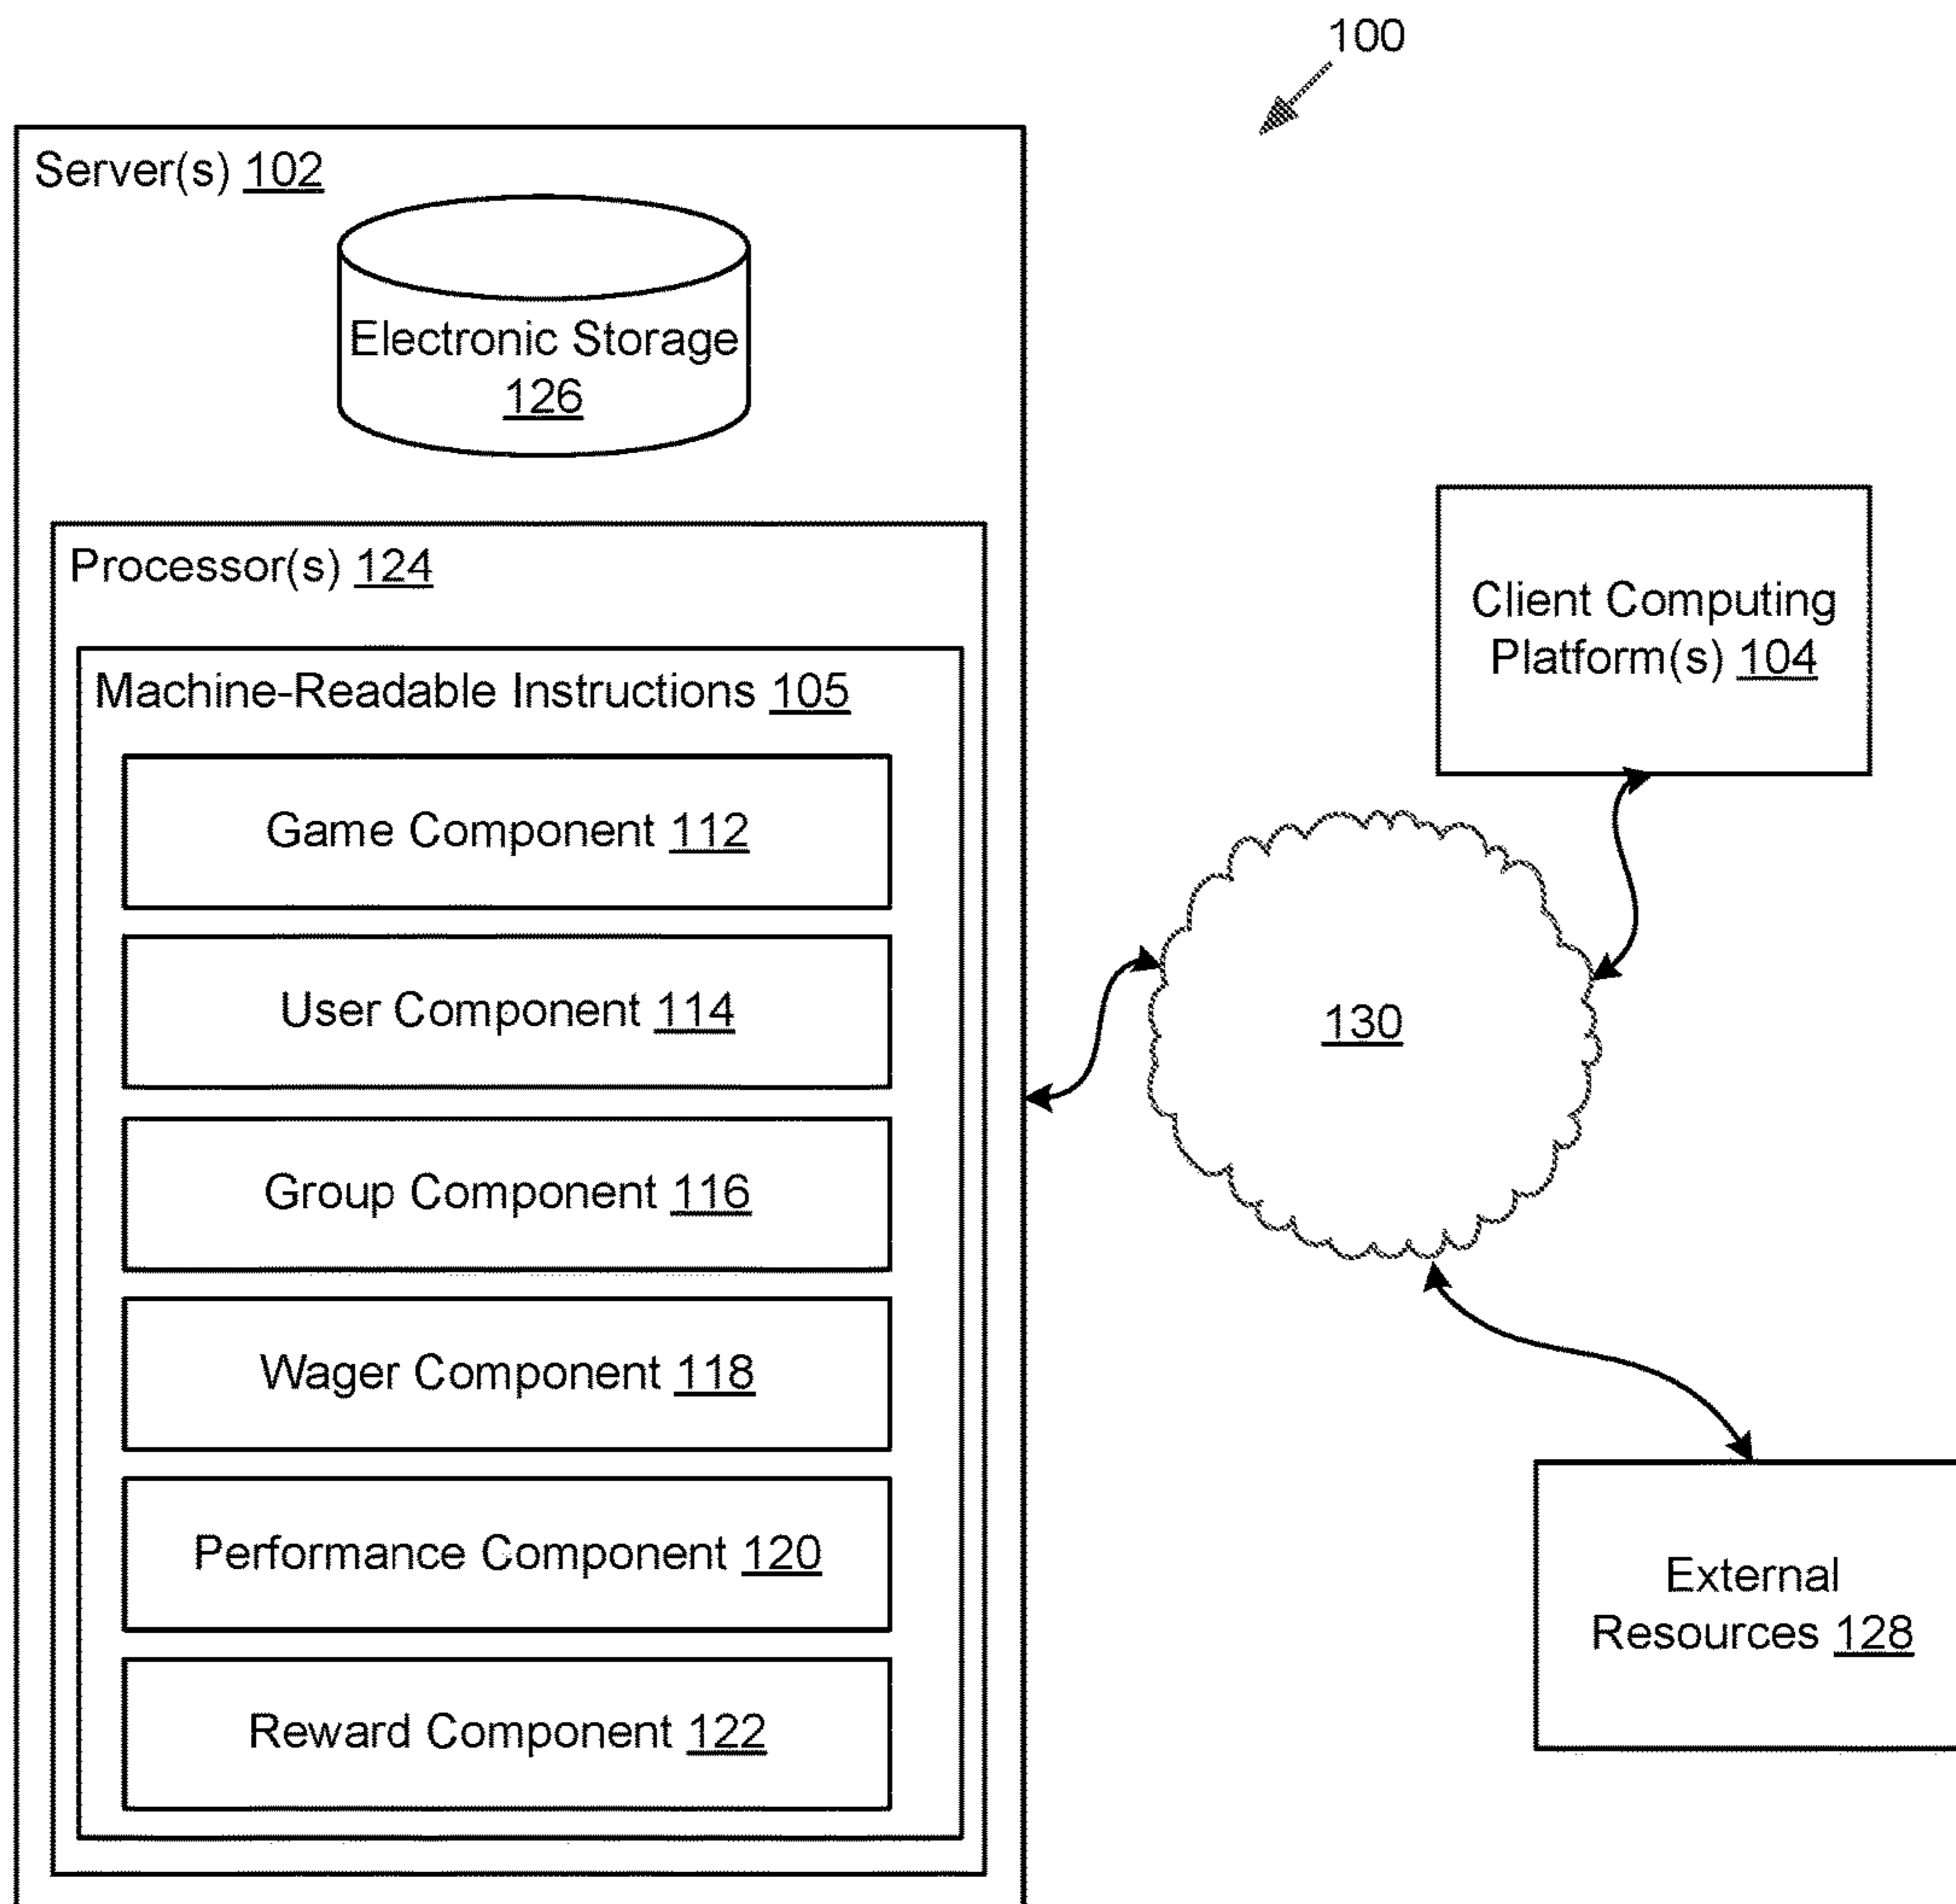 100
Server(s) 102
Electronic Storage
126
Processor(s) 124
Machine-Readable Instructions 105
Game Component 112
User Component 114
Group Component 116
Wager Component 118
Performance Component 120
Reward Component 122
Client Computing
Platform(s) 104
130
External
Resources 128